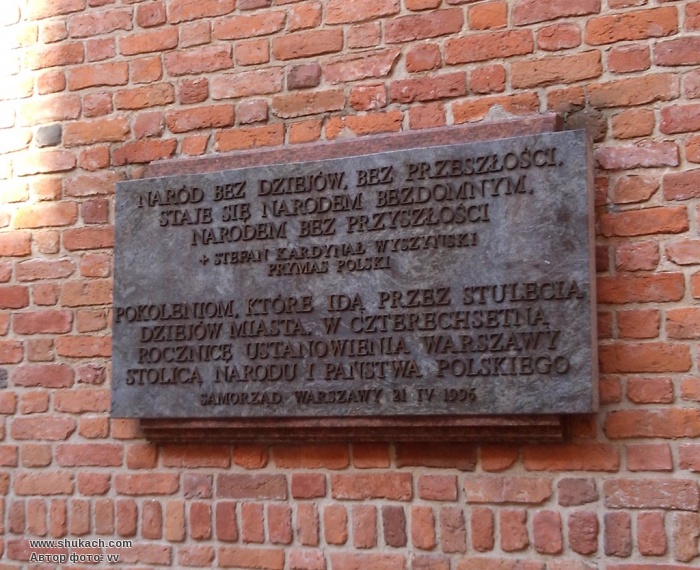 NARÓD BEZ DZIEJÓW, BEZ PRZESZŁOŚCI,
STAJE SIĘ NARODEM BEZDOMNYM,
NARODEM BEZ PRZYSZŁOŚCI
+ STEFAN KARDYNAŁ WYSZYŃSKI
PRYMAS POLSKI
POKOLENIOM, KTÓRE IDĄ PRZEZ STULECIA
DZIEJÓW MIASTA, W CZTERECHSETNĄ
ROCZNICĘ USTANOWIENIA WARSZAWY
STOLICĄ NARODU I PAŃSTWA POLSKIEGO
SAMORZĄD WARSZAWY 21 IV 1996
www.shukach.com
Автор фото: vv